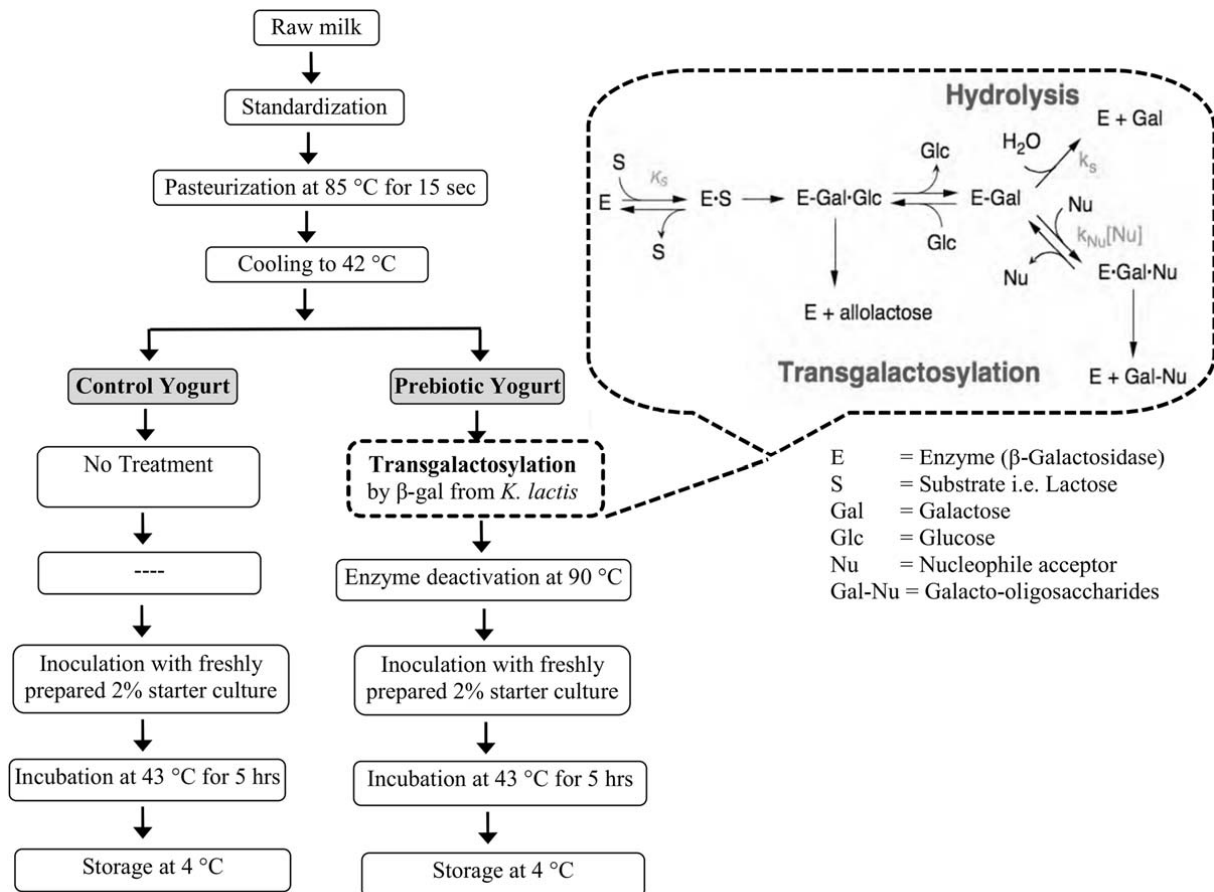 Raw milk
Standardization
Pasteurization at 85 °C for 15 sec
Cooling to 42 °C
Control Yogurt
No Treatment
----
Inoculation with freshly
prepared 2% starter culture
Incubation at 43 °C for 5 hrs
Storage at 4 °C
Prebiotic Yogurt
Transgalactosylation
by β-gal from K. lactis
Enzyme deactivation at 90 °C
Inoculation with freshly
prepared 2% starter culture
Incubation at 43 °C for 5 hrs
Storage at 4 °C
Hydrolysis
E + Gal
H₂O
kₛ
S
Kₛ
E
E·S
S
E-Gal·Glc
Glc
Glc
E-Gal
Nu
k_Nu[Nu]
Nu
E·Gal·Nu
E + allolactose
Transgalactosylation
E + Gal-Nu
E = Enzyme (β-Galactosidase)
S = Substrate i.e. Lactose
Gal = Galactose
Glc = Glucose
Nu = Nucleophile acceptor
Gal-Nu = Galacto-oligosaccharides